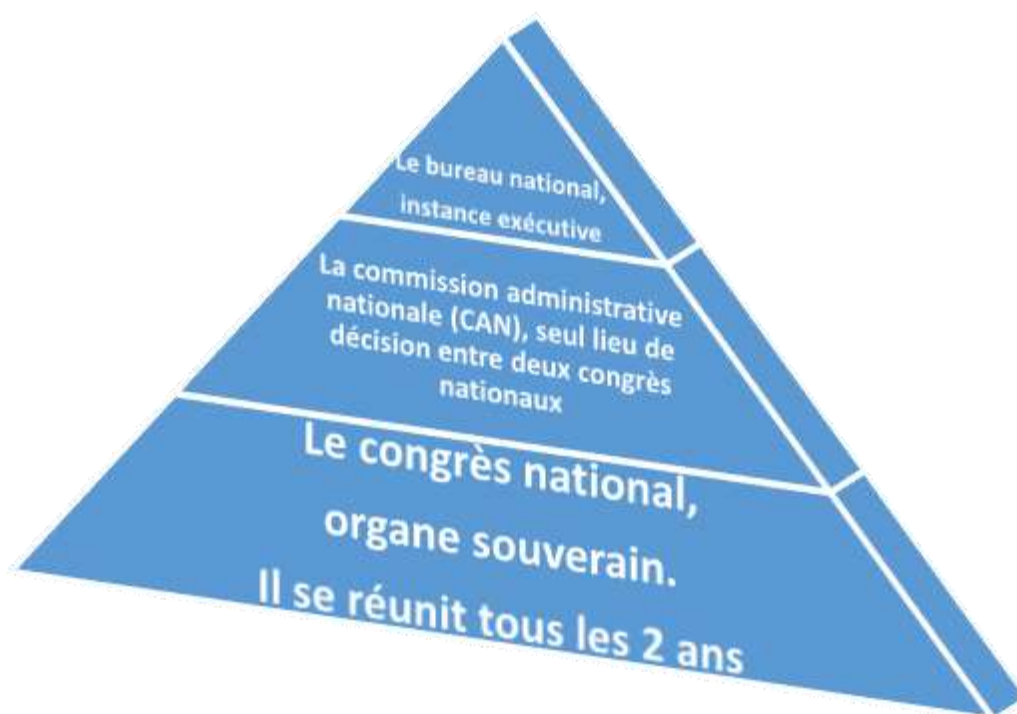 Le bureau national,
instance exécutive
La commission administrative
nationale (CAN), seul lieu de
décision entre deux congrès
nationaux
Le congrès national,
organe souverain.
Il se réunit tous les 2 ans